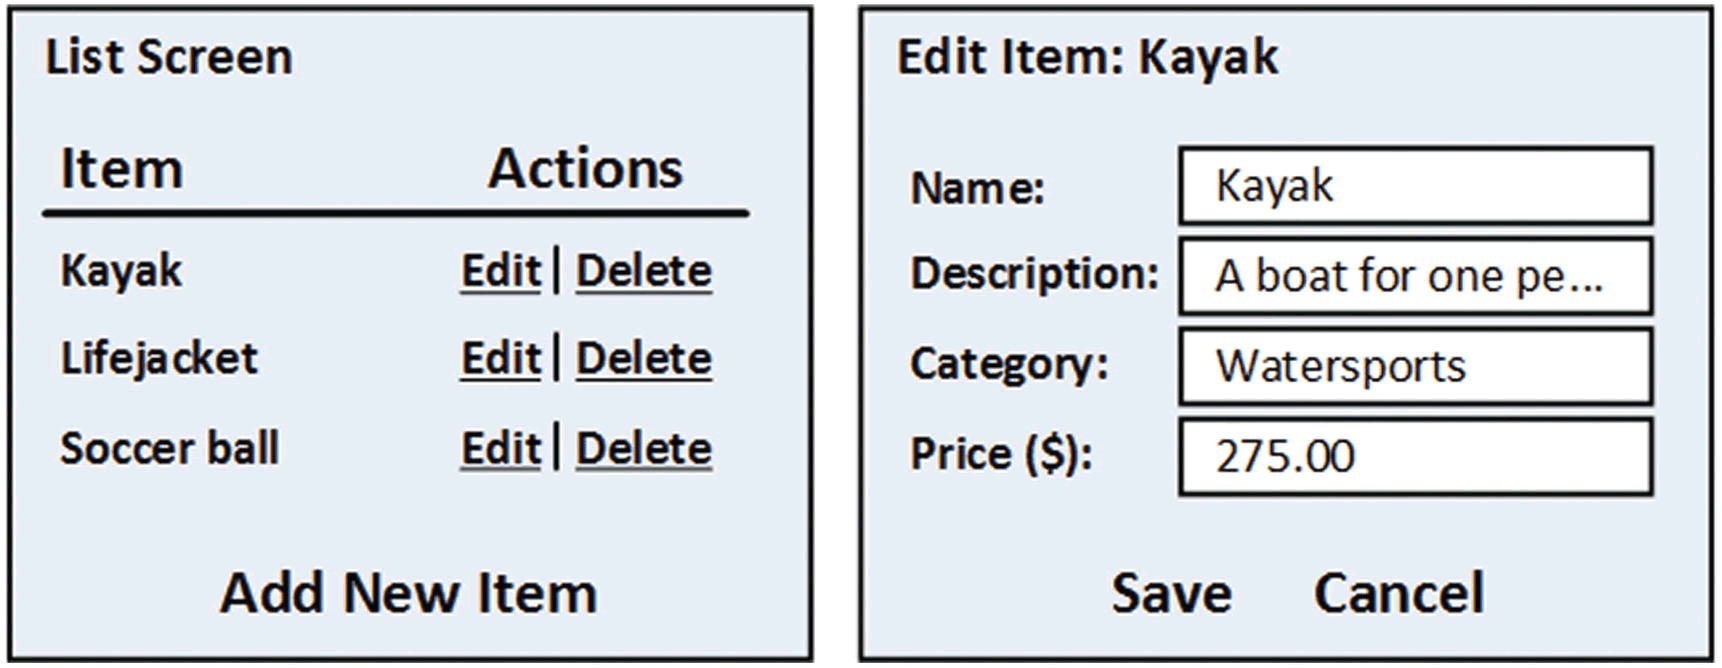 List Screen
Item Actions
Kayak Edit | Delete
Lifejacket Edit | Delete
Soccer ball Edit | Delete
Add New Item
Edit Item: Kayak
Name: Kayak
Description: A boat for one pe...
Category: Watersports
Price ($): 275.00
Save Cancel